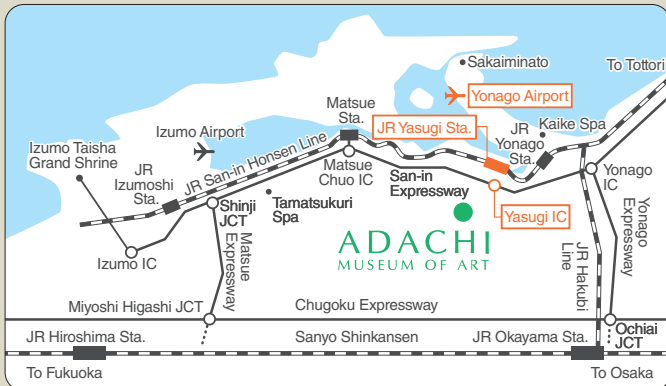 Sakaiminato
To Tottori
Yonago Airport
Matsue
Sta.
JR Yasugi Sta.
Kaike Spa
JR
Yonago
Sta.
Izumo Airport
Izumo Taisha
Grand Shrine
JR
Izumoshi
Sta.
JR San-in Honsen Line
Matsue
Chuo IC
San-in
Expressway
Yonago
IC
Shinji
JCT
Tamatsukuri
Spa
Yasugi IC
ADACHI
MUSEUM OF ART
Izumo IC
Matsue
Expressway
JR Hakubi
Line
Yonago
Expressway
Miyoshi Higashi JCT
Chugoku Expressway
Ochiai
JCT
JR Hiroshima Sta.
Sanyo Shinkansen
JR Okayama Sta.
To Fukuoka
To Osaka